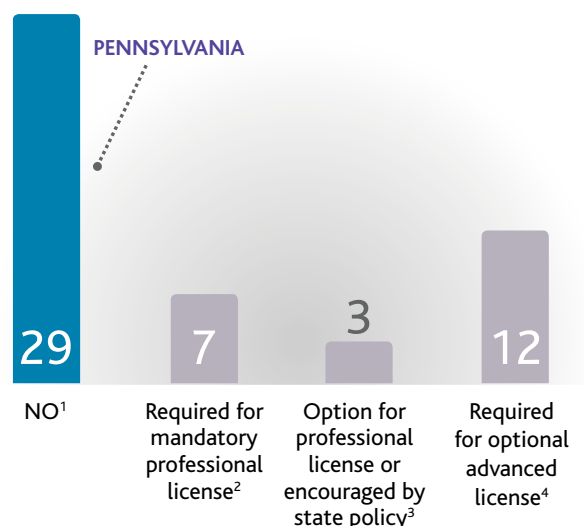 PENNSYLVANIA
29
7
3
12
NO¹
Required for
mandatory
professional
license²
Option for
professional
license or
encouraged by
state policy³
Required
for optional
advanced
license⁴